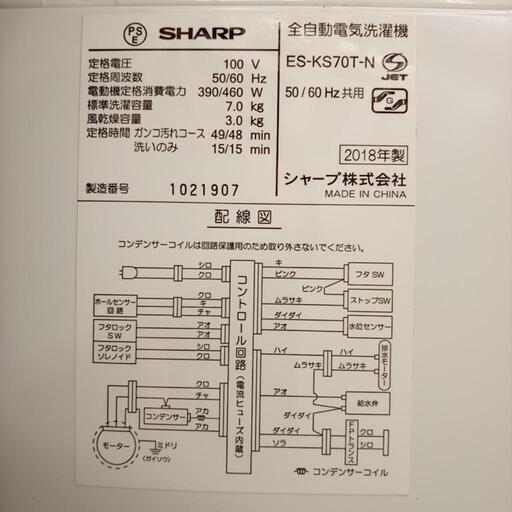 PSE
SHARP
全自動電気洗濯機
定格電圧 100 V
定格周波数 50/60 Hz
電動機定格消費電力 390/460 W
標準洗濯容量 7.0 kg
風乾燥容量 3.0 kg
定格時間 ガンコ汚れコース 49/48 min
洗いのみ 15/15 min
製造番号 1021907
ES-KS70T-N
JET
50/60Hz共用
G
2018年製
シャープ株式会社
MADE IN CHINA
配線図
コンデンサーコイルは回路保護用のため取り外さないでください。
シロ
クロ
クロ
キ
チャ
ホールセンサー
回路
フタロック
SW
アオ
アオ
フタロック
ソレノイド
シロ
クロ
クロ
チャ
コンデンサー
アカ
アカ
アオ
モーター
ミドリ
(ガイソウ)
コントロール回路
(電流ヒューズ内蔵)
キ
ピンク
フタSW
ピンク
ムラサキ
ストップSW
ダイダイ
アオ
水位センサー
ハイ
ハイ
ムラサキ
ムラサキ
排水モーター
アオ
給水弁
ダイダイ
ダイダイ
ソラ
FPトランス
クロ
シロ
コンデンサーコイル